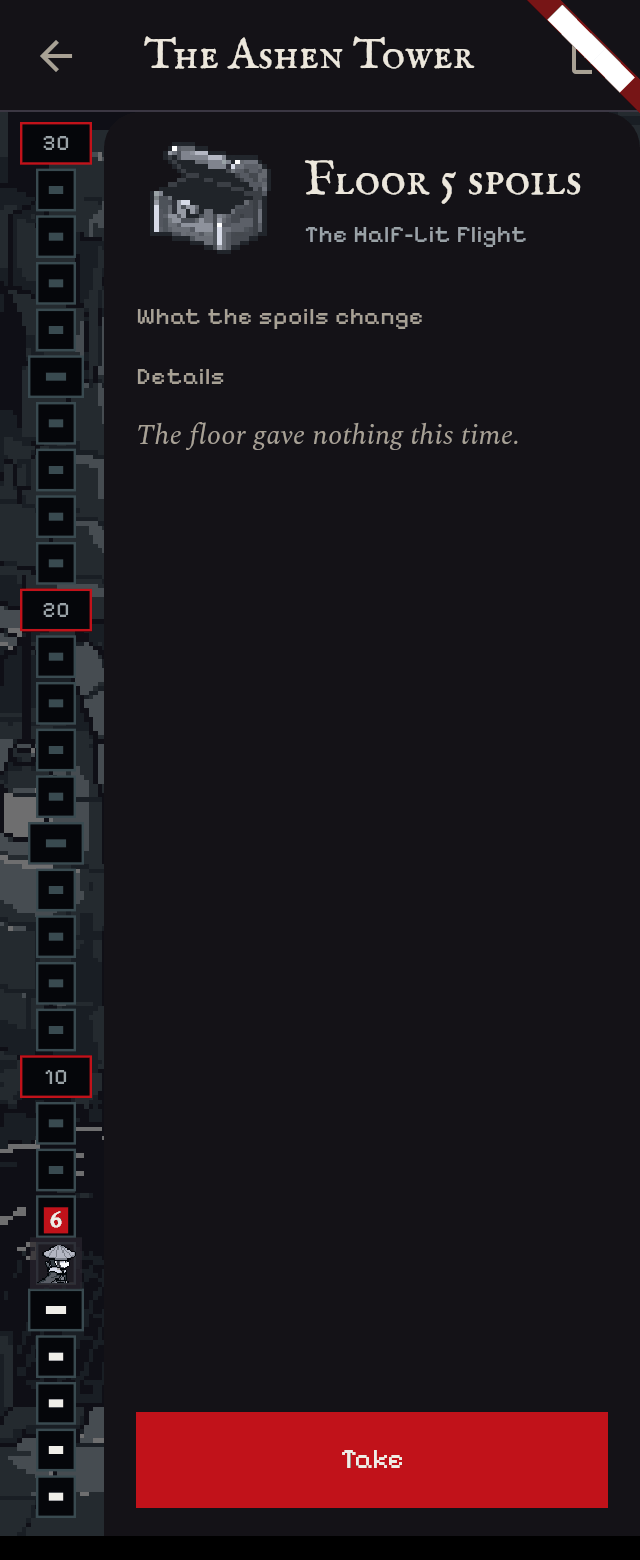 The Ashen Tower
30
Floor 5 spoils
The Half-Lit Flight
What the spoils change
Details
The floor gave nothing this time.
20
10
6
Take